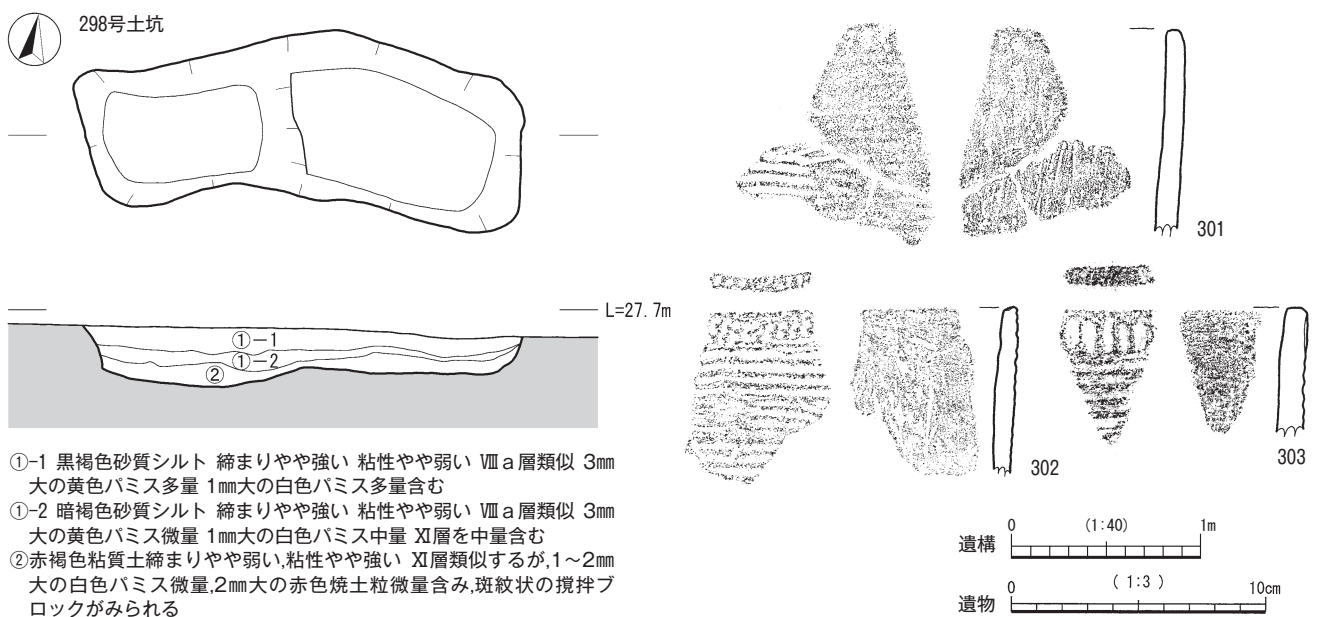 298号土坑
L=27.7m
①-1
①-2
②
①-1 黒褐色砂質シルト 締まりやや強い 粘性やや弱い Ⅷa層類似 3㎜
大の黄色パミス多量 1㎜大の白色パミス多量含む
①-2 暗褐色砂質シルト 締まりやや強い 粘性やや弱い Ⅷa層類似 3㎜
大の黄色パミス微量 1㎜大の白色パミス中量 Ⅺ層を中量含む
②赤褐色粘質土締まりやや弱い,粘性やや強い Ⅺ層類似するが,1～2㎜
大の白色パミス微量,2㎜大の赤色焼土粒微量含み,斑紋状の撹拌ブ
ロックがみられる
301
302
303
遺構 0 (1:40) 1m
遺物 0 (1:3) 10cm